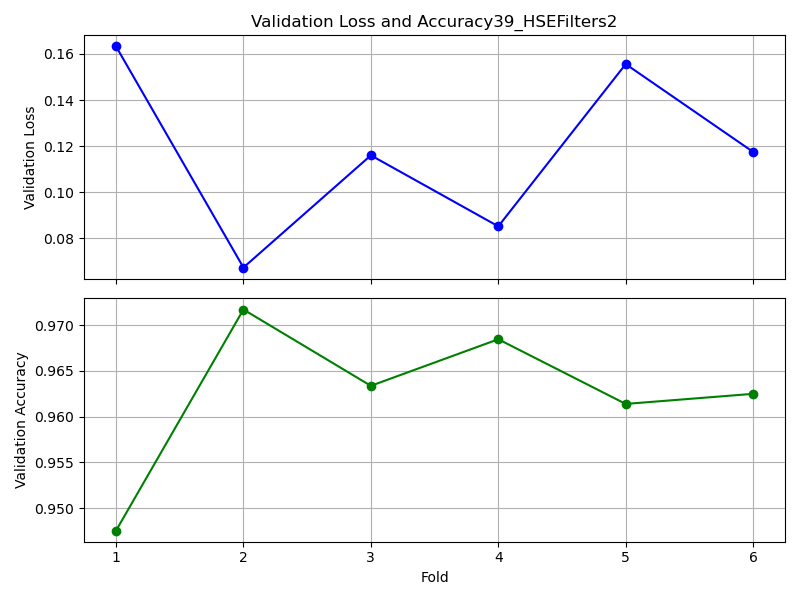 Validation Loss and Accuracy39_HSEFilters2
0.16
0.14
0.12
0.10
0.08
Validation Loss
0.970
0.965
0.960
0.955
0.950
Validation Accuracy
1 2 3 4 5 6
Fold